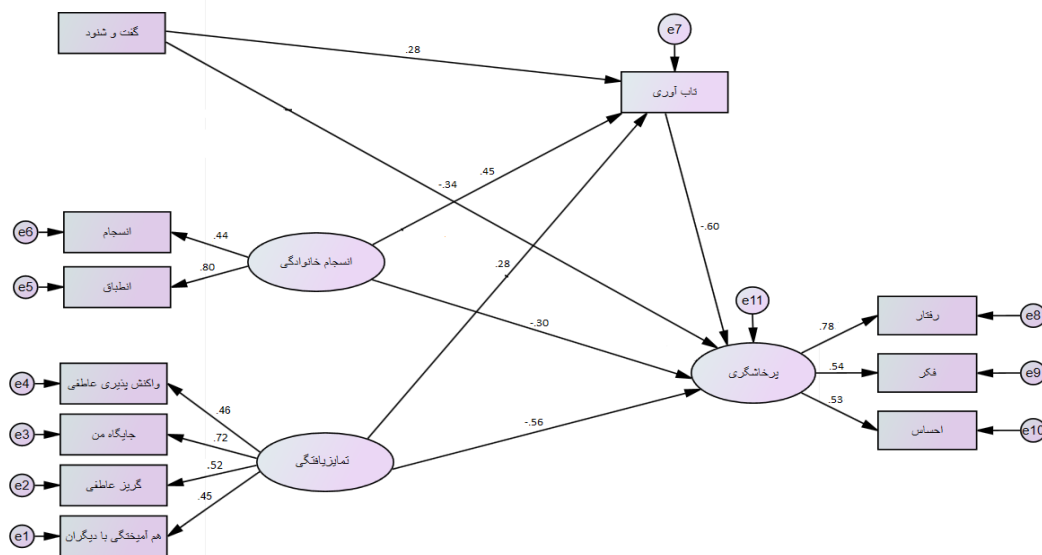 گفت و شنود
e7
.28
تاب آوری
-.34
.45
e6
انسجام
.44
انسجام خانوادگی
-.60
e5
انطباق
.80
.28
e11
-.30
.78
رفتار
e8
e4
واکنش پذیری عاطفی
.46
پرخاشگری
.54
فکر
e9
e3
جایگاه من
.72
-.56
.53
احساس
e10
تمایزیافتگی
e2
گریز عاطفی
.52
.45
e1
هم آمیختگی با دیگران